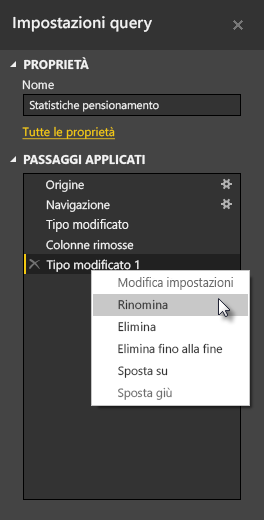 Impostazioni query
PROPRIETÀ
Nome
Statistiche pensionamento
Tutte le proprietà
PASSAGGI APPLICATI
Origine
Navigazione
Tipo modificato
Colonne rimosse
Tipo modificato 1
Modifica impostazioni
Rinomina
Elimina
Elimina fino alla fine
Sposta su
Sposta giù